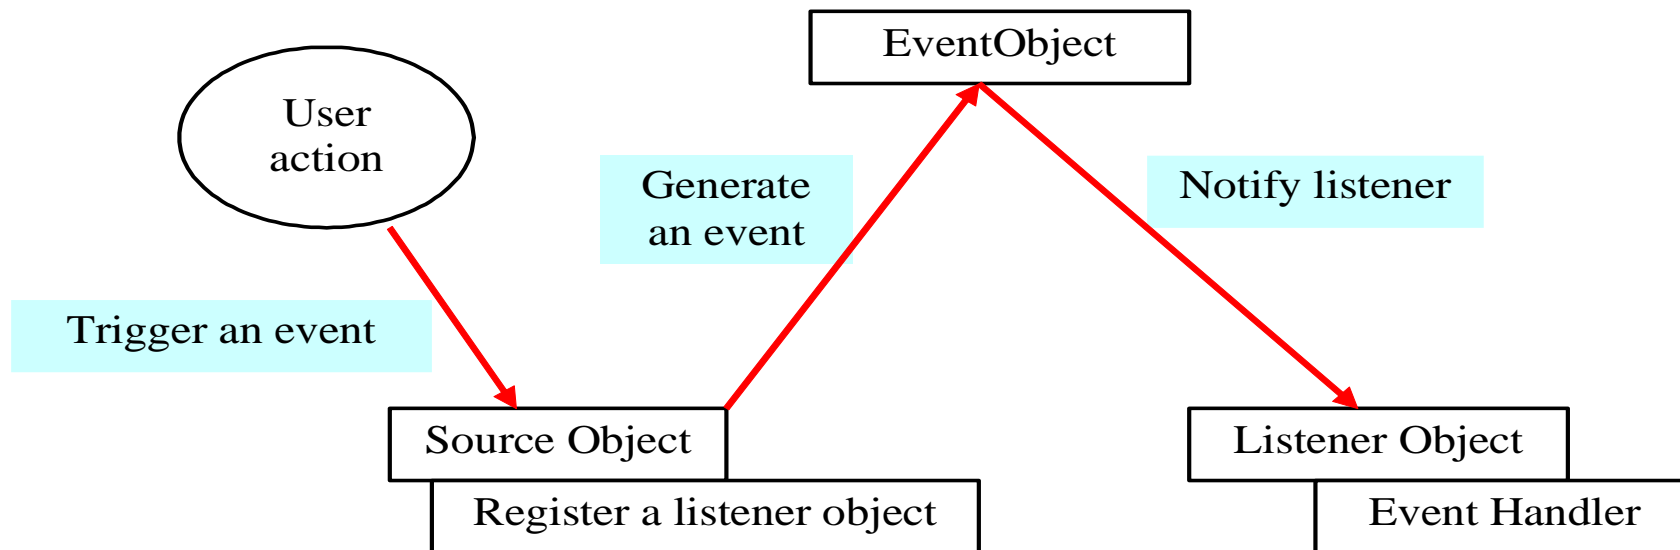 EventObject
User
action
Generate
an event
Notify listener
Trigger an event
Source Object
Listener Object
Register a listener object
Event Handler